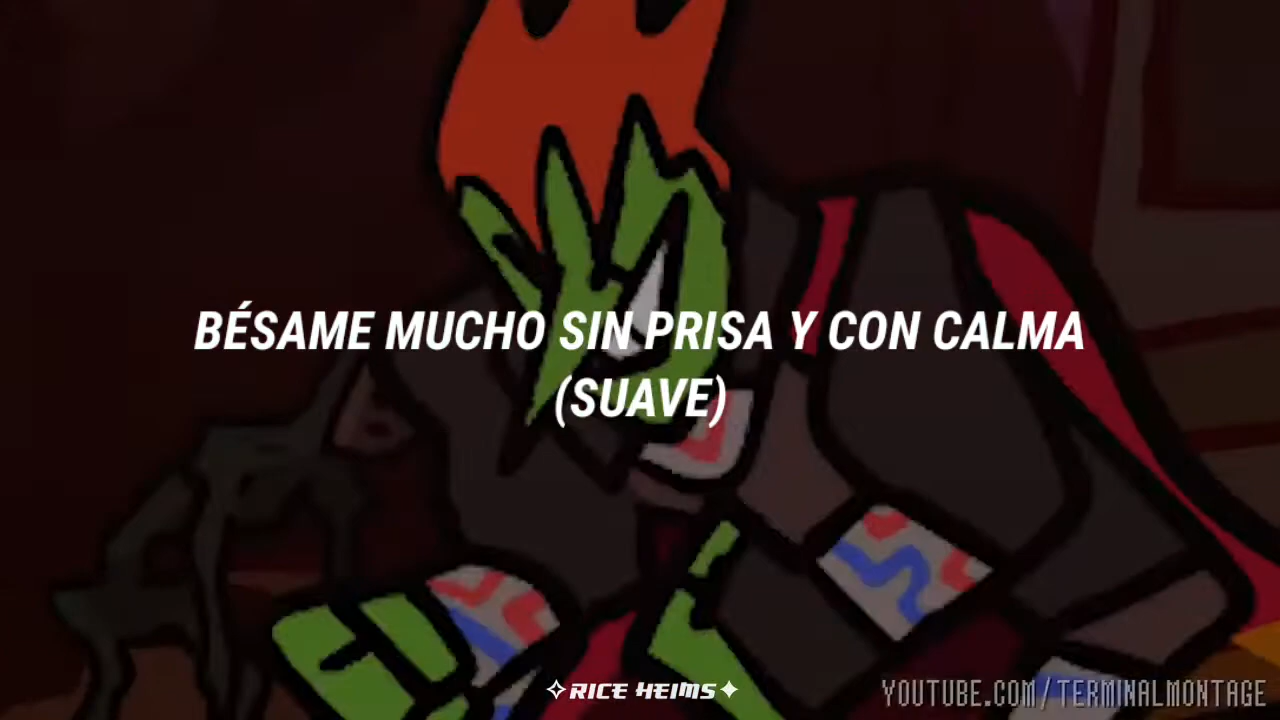 BÉSAME MUCHO SIN PRISA Y CON CALMA
(SUAVE)
✧RICE HEIMS✦
YOUTUBE.COM/TERMINALMONTAGE